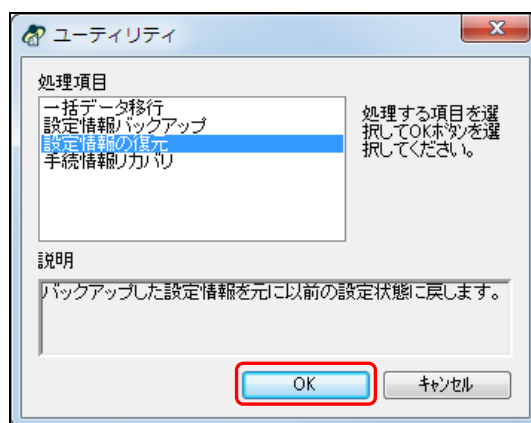 ユーティリティ
処理項目
一括データ移行
設定情報バックアップ
設定情報の復元
手続情報リカバリ
処理する項目を選
択してOKボタンを選
択してください。
説明
バックアップした設定情報を元に以前の設定状態に戻します。
OK
キャンセル